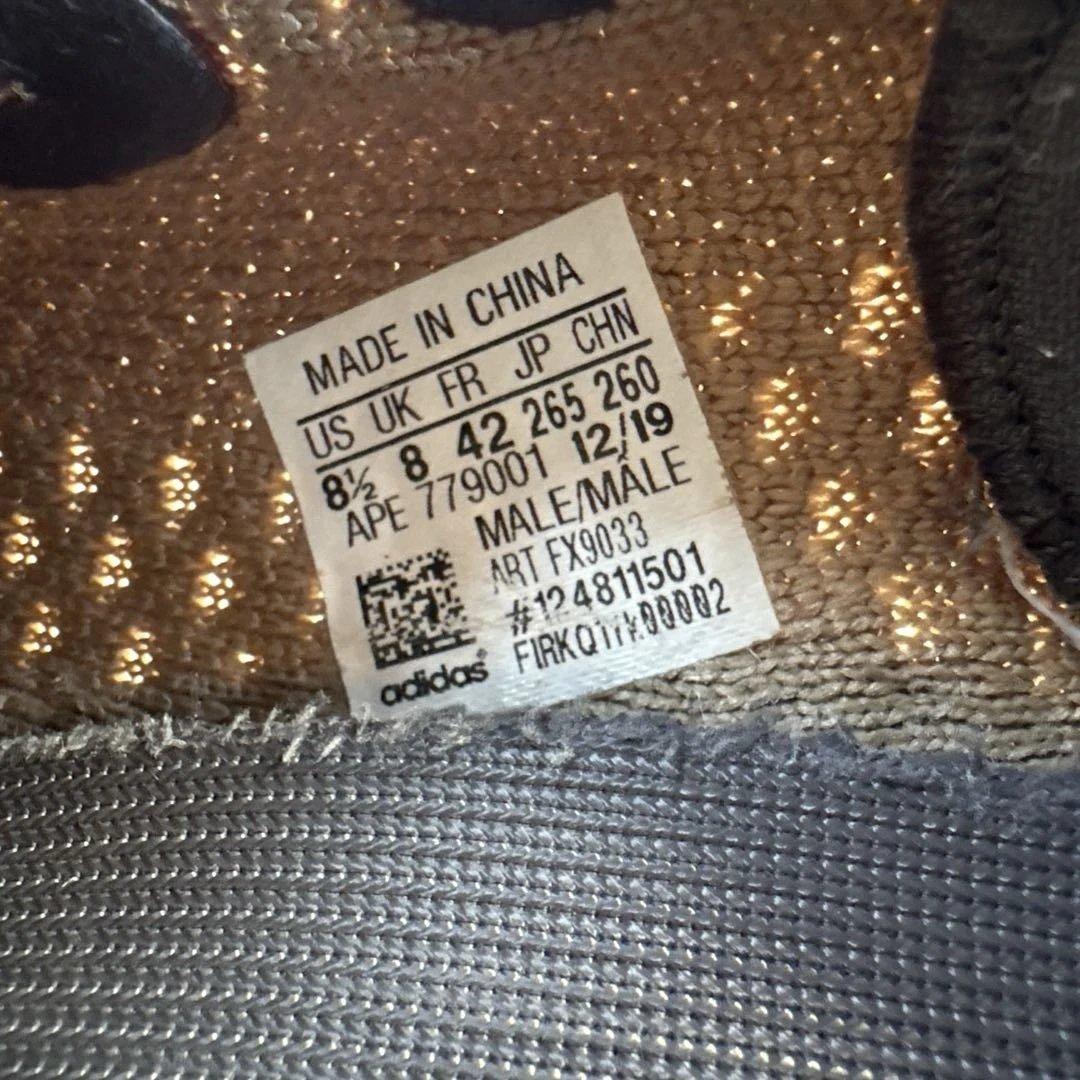 MADE IN CHINA
US UK FR JP CHN
8½ 8 42 265 260
APE 779001 12/19
MALE/MÂLE
ART FX9033
#124811501
adidas®